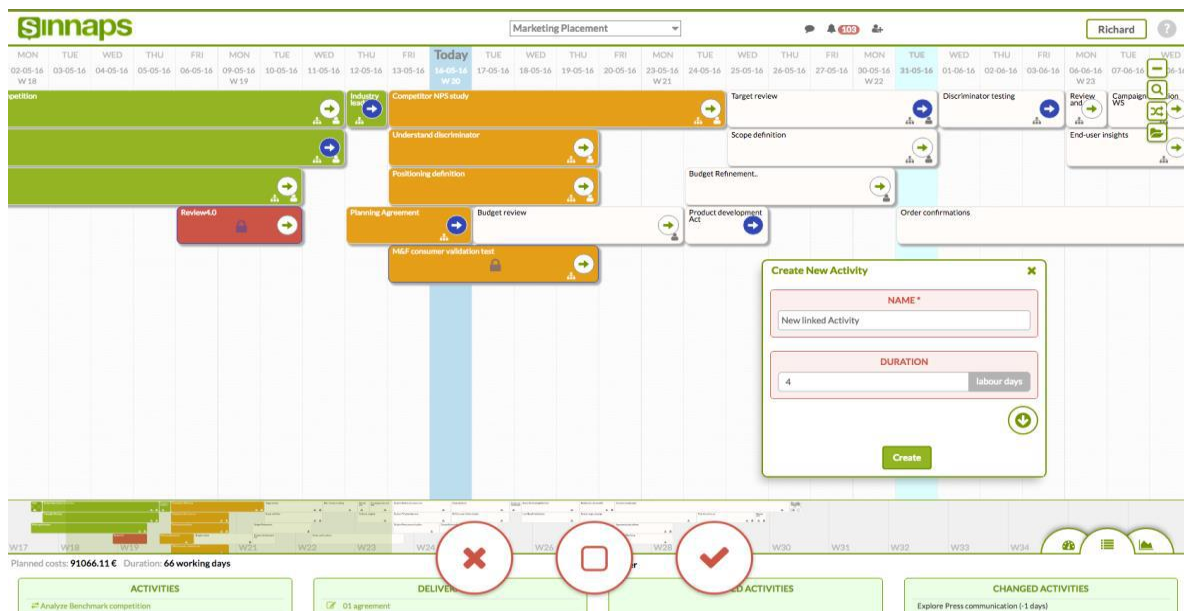 Sinnaps
Marketing Placement
103
Richard
?
MON TUE WED THU FRI MON TUE WED THU FRI Today TUE WED THU FRI MON TUE WED THU FRI MON TUE WED THU FRI MON TUE WED
02-05-16 03-05-16 04-05-16 05-05-16 06-05-16 09-05-16 10-05-16 11-05-16 12-05-16 13-05-16 16-05-16 17-05-16 18-05-16 19-05-16 20-05-16 23-05-16 24-05-16 25-05-16 26-05-16 27-05-16 30-05-16 31-05-16 01-06-16 02-06-16 03-06-16 06-06-16 07-06-16
W 18 W 19 W 20 W 21 W 22 W 23
petition
Industry
Competitor NPS study
Target review
Discriminator testing
Review
and
Campaign
WS
Understand discriminator
Scope definition
End-user insights
Positioning definition
Budget Refinement..
Review4.0
Planning Agreement
Budget review
Product development
Act
Order confirmations
M&F consumer validation test
Create New Activity
NAME *
New linked Activity
DURATION
4 labour days
Create
W17 W18 W19 W21 W22 W23 W24 W26 W28 W30 W31 W32 W33 W34
Planned costs: 91066.11 € Duration: 66 working days
ACTIVITIES
DELIVE
ED ACTIVITIES
CHANGED ACTIVITIES
Analyze Benchmark competition
01 agreement
Explore Press communication (-1 days)